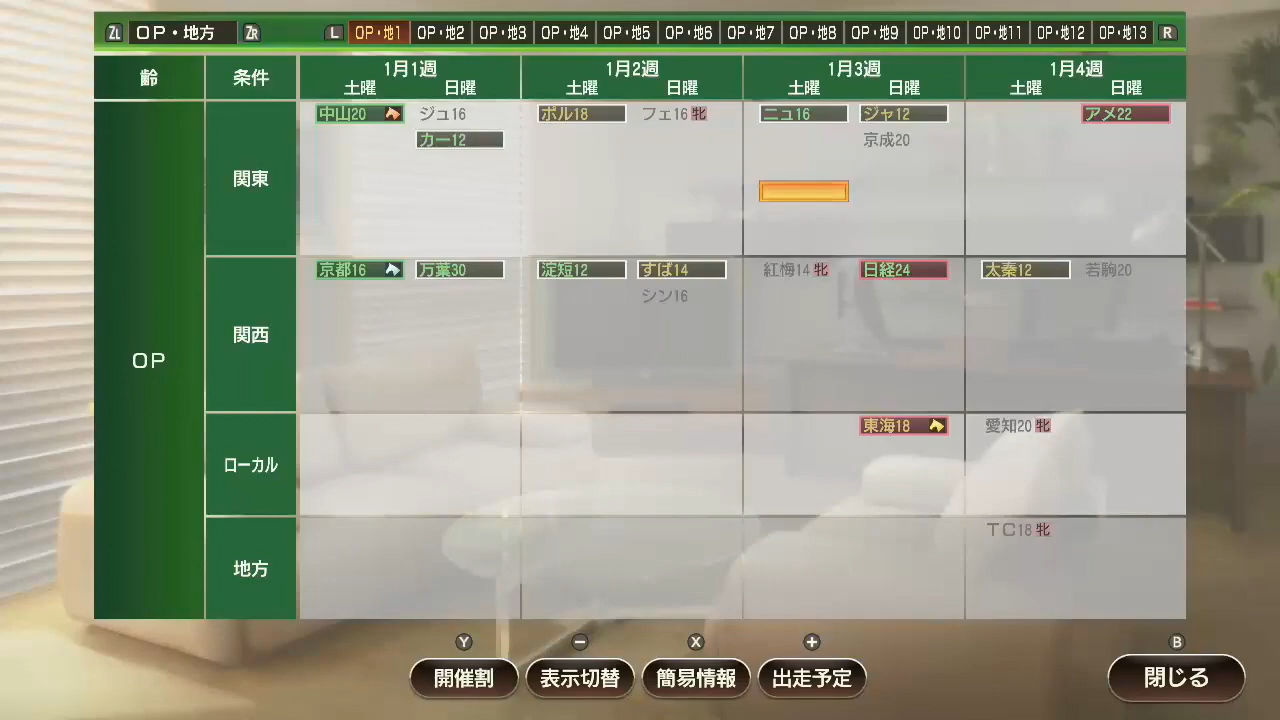 ZL OP・地方 ZR L OP・地1 OP・地2 OP・地3 OP・地4 OP・地5 OP・地6 OP・地7 OP・地8 OP・地9 OP・地10 OP・地11 OP・地12 OP・地13 R
齢 条件 1月1週 1月2週 1月3週 1月4週
土曜 日曜 土曜 日曜 土曜 日曜 土曜 日曜
中山20 ジュ16 ポル18 フェ16牝 ニュ16 ジャ12 アメ22
カー12 京成20
関東
京都16 万葉30 淀短12 すば14 紅梅14牝 日経24 太秦12 若駒20
シン16
関西
OP
東海18 愛知20牝
ローカル
TC18牝
地方
Y − X + B
開催割 表示切替 簡易情報 出走予定 閉じる